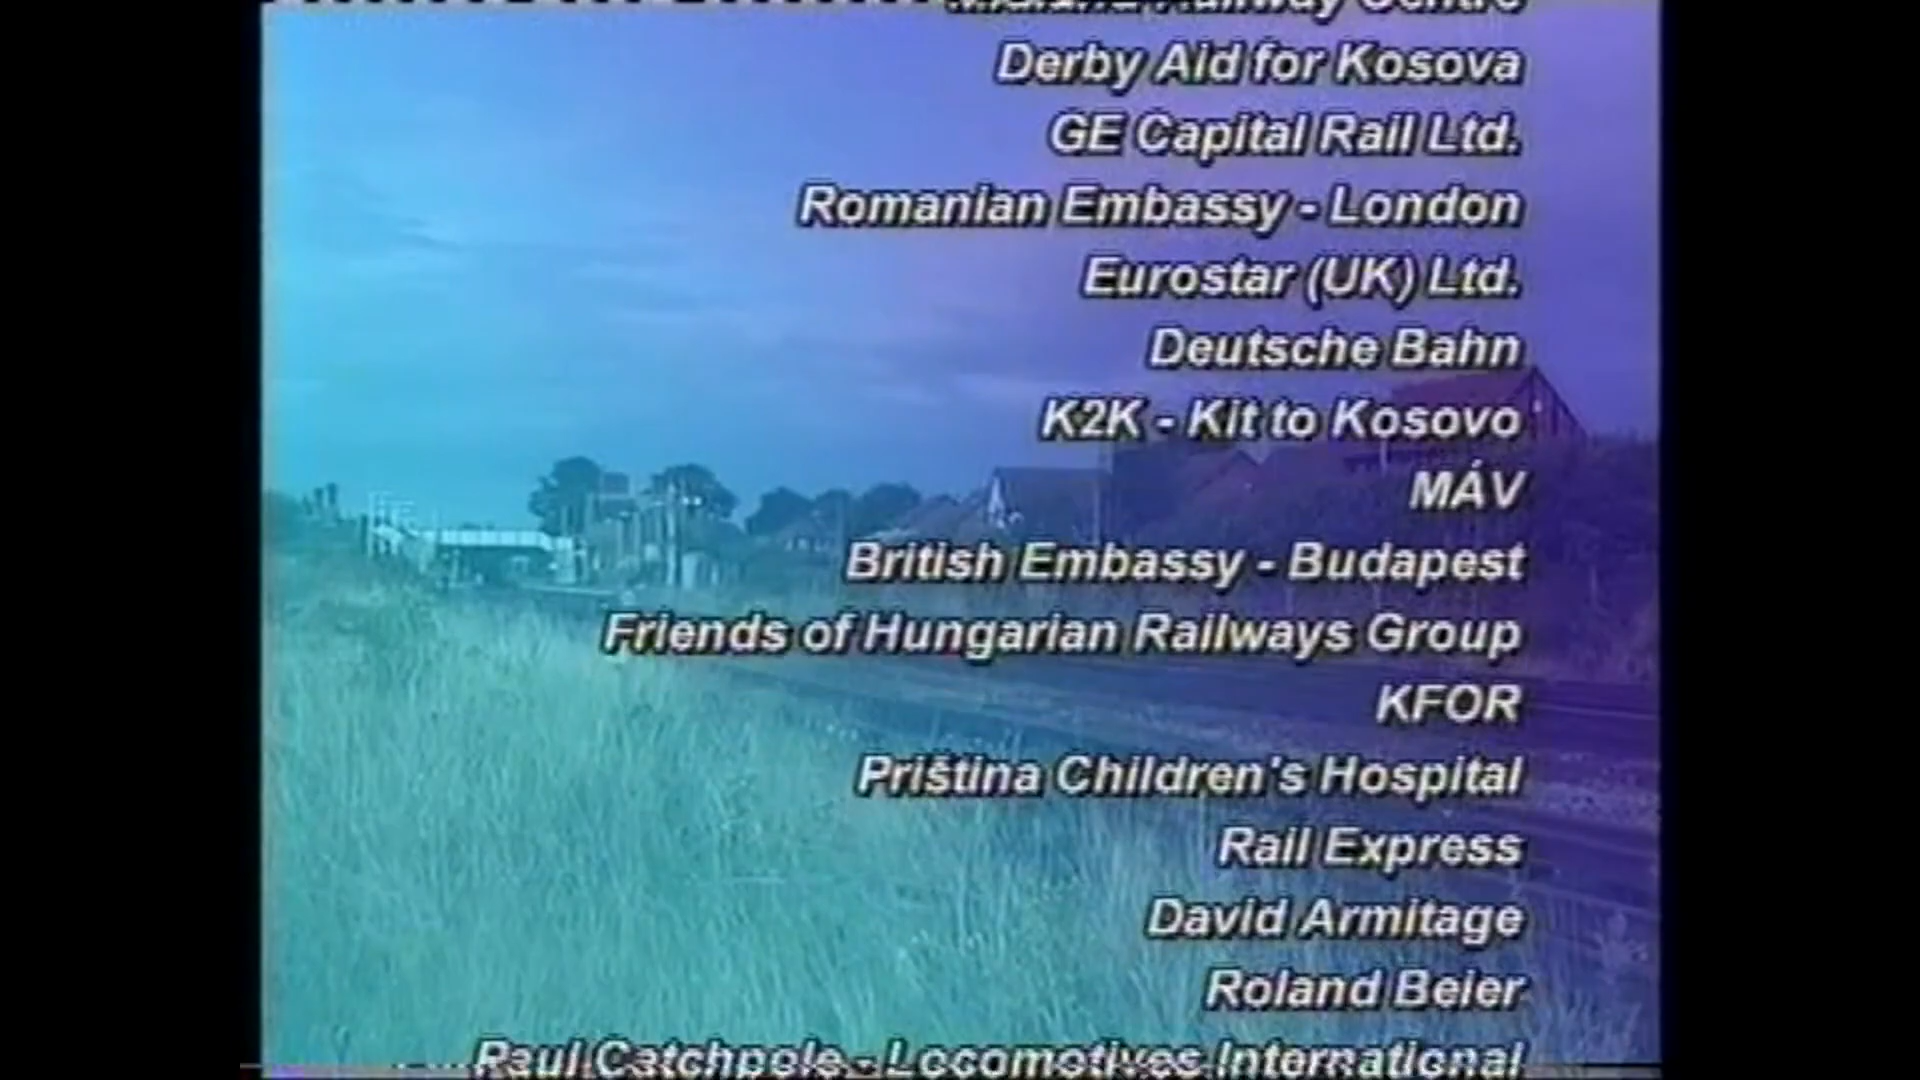 Railway Centre
Derby Aid for Kosova
GE Capital Rail Ltd.
Romanian Embassy - London
Eurostar (UK) Ltd.
Deutsche Bahn
K2K - Kit to Kosovo
MÁV
British Embassy - Budapest
Friends of Hungarian Railways Group
KFOR
Priština Children's Hospital
Rail Express
David Armitage
Roland Beier
Paul Catchpole - Locomotives International